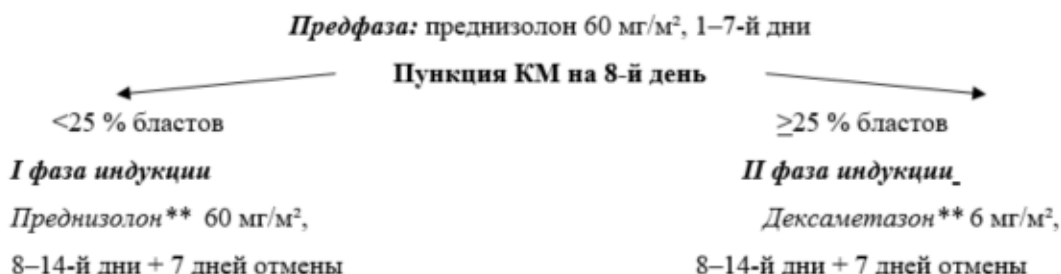 Предфаза: преднизолон 60 мг/м², 1–7-й дни
Пункция КМ на 8-й день
<25 % бластов
≥25 % бластов
I фаза индукции
II фаза индукции
Преднизолон** 60 мг/м²,
Дексаметазон** 6 мг/м²,
8–14-й дни + 7 дней отмены
8–14-й дни + 7 дней отмены